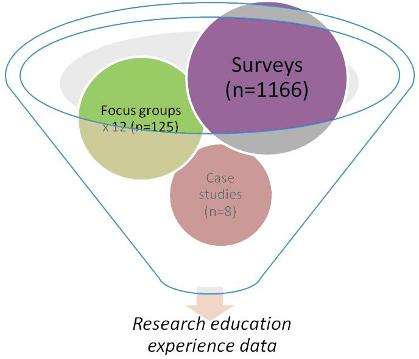 Surveys
(n=1166)
Focus groups
x 12 (n=125)
Case
studies
(n=8)
Research education
experience data